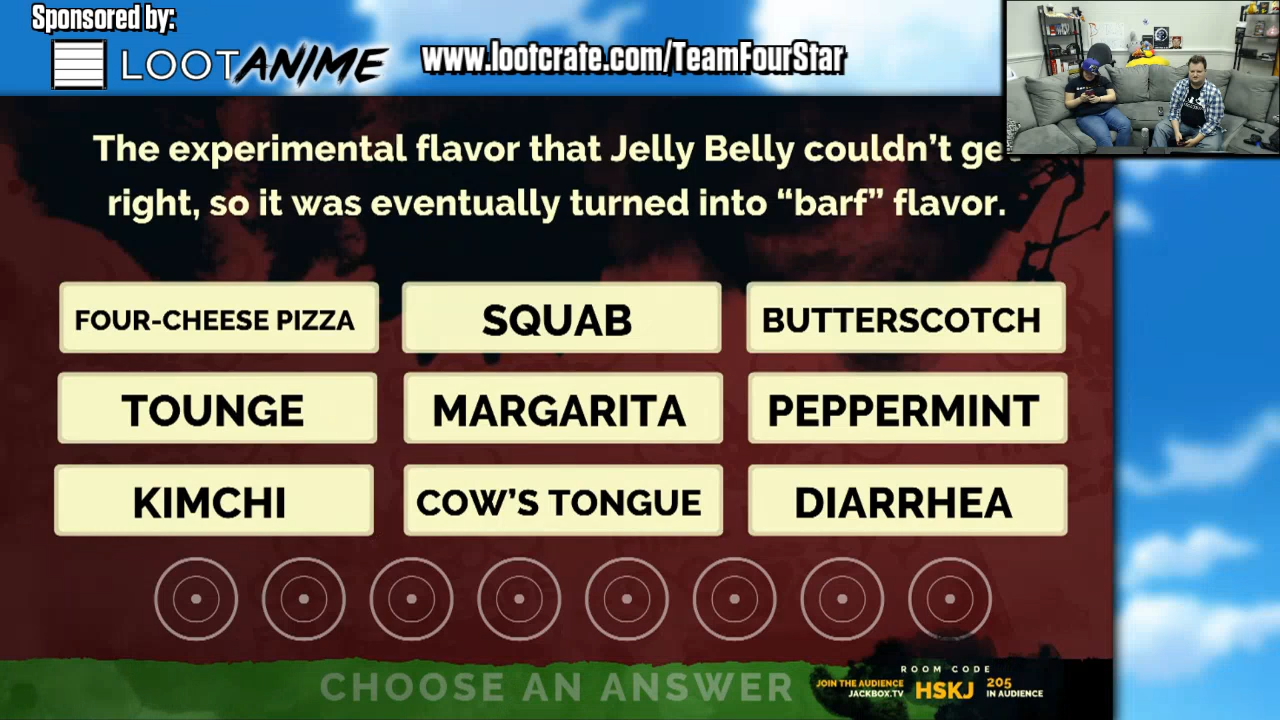 Sponsored by:
LOOTANIME
www.lootcrate.com/TeamFourStar
The experimental flavor that Jelly Belly couldn't ge
right, so it was eventually turned into “barf” flavor.
FOUR-CHEESE PIZZA
SQUAB
BUTTERSCOTCH
TOUNGE
MARGARITA
PEPPERMINT
KIMCHI
COW'S TONGUE
DIARRHEA
CHOOSE AN ANSWER
ROOM CODE
JOIN THE AUDIENCE
JACKBOX.TV
HSKJ
205
IN AUDIENCE